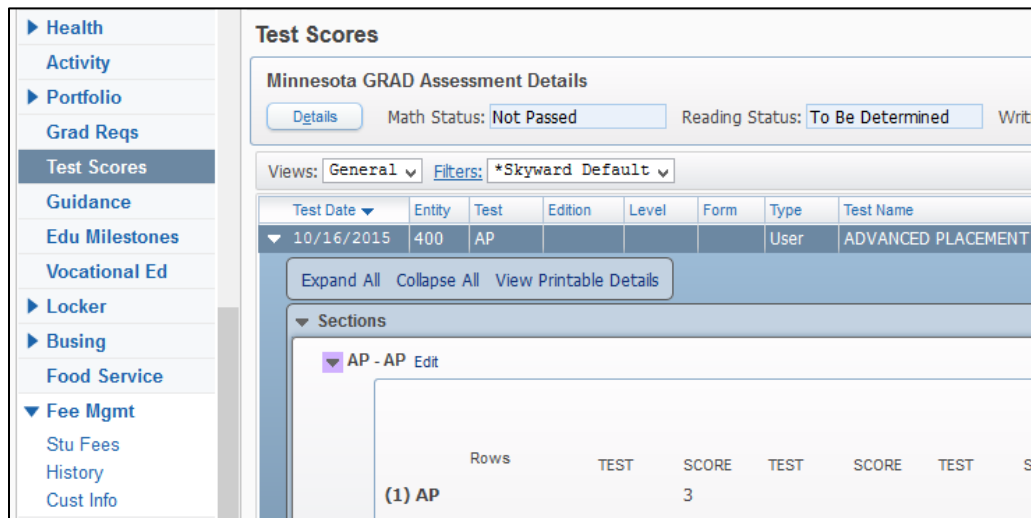 Health
Activity
Portfolio
Grad Reqs
Test Scores
Guidance
Edu Milestones
Vocational Ed
Locker
Busing
Food Service
Fee Mgmt
Stu Fees
History
Cust Info
Test Scores
Minnesota GRAD Assessment Details
Details Math Status: Not Passed Reading Status: To Be Determined Writ
Views: General Filters: *Skyward Default
Test Date Entity Test Edition Level Form Type Test Name
10/16/2015 400 AP User ADVANCED PLACEMENT
Expand All Collapse All View Printable Details
Sections
AP - AP Edit
Rows TEST SCORE TEST SCORE TEST S
(1) AP 3